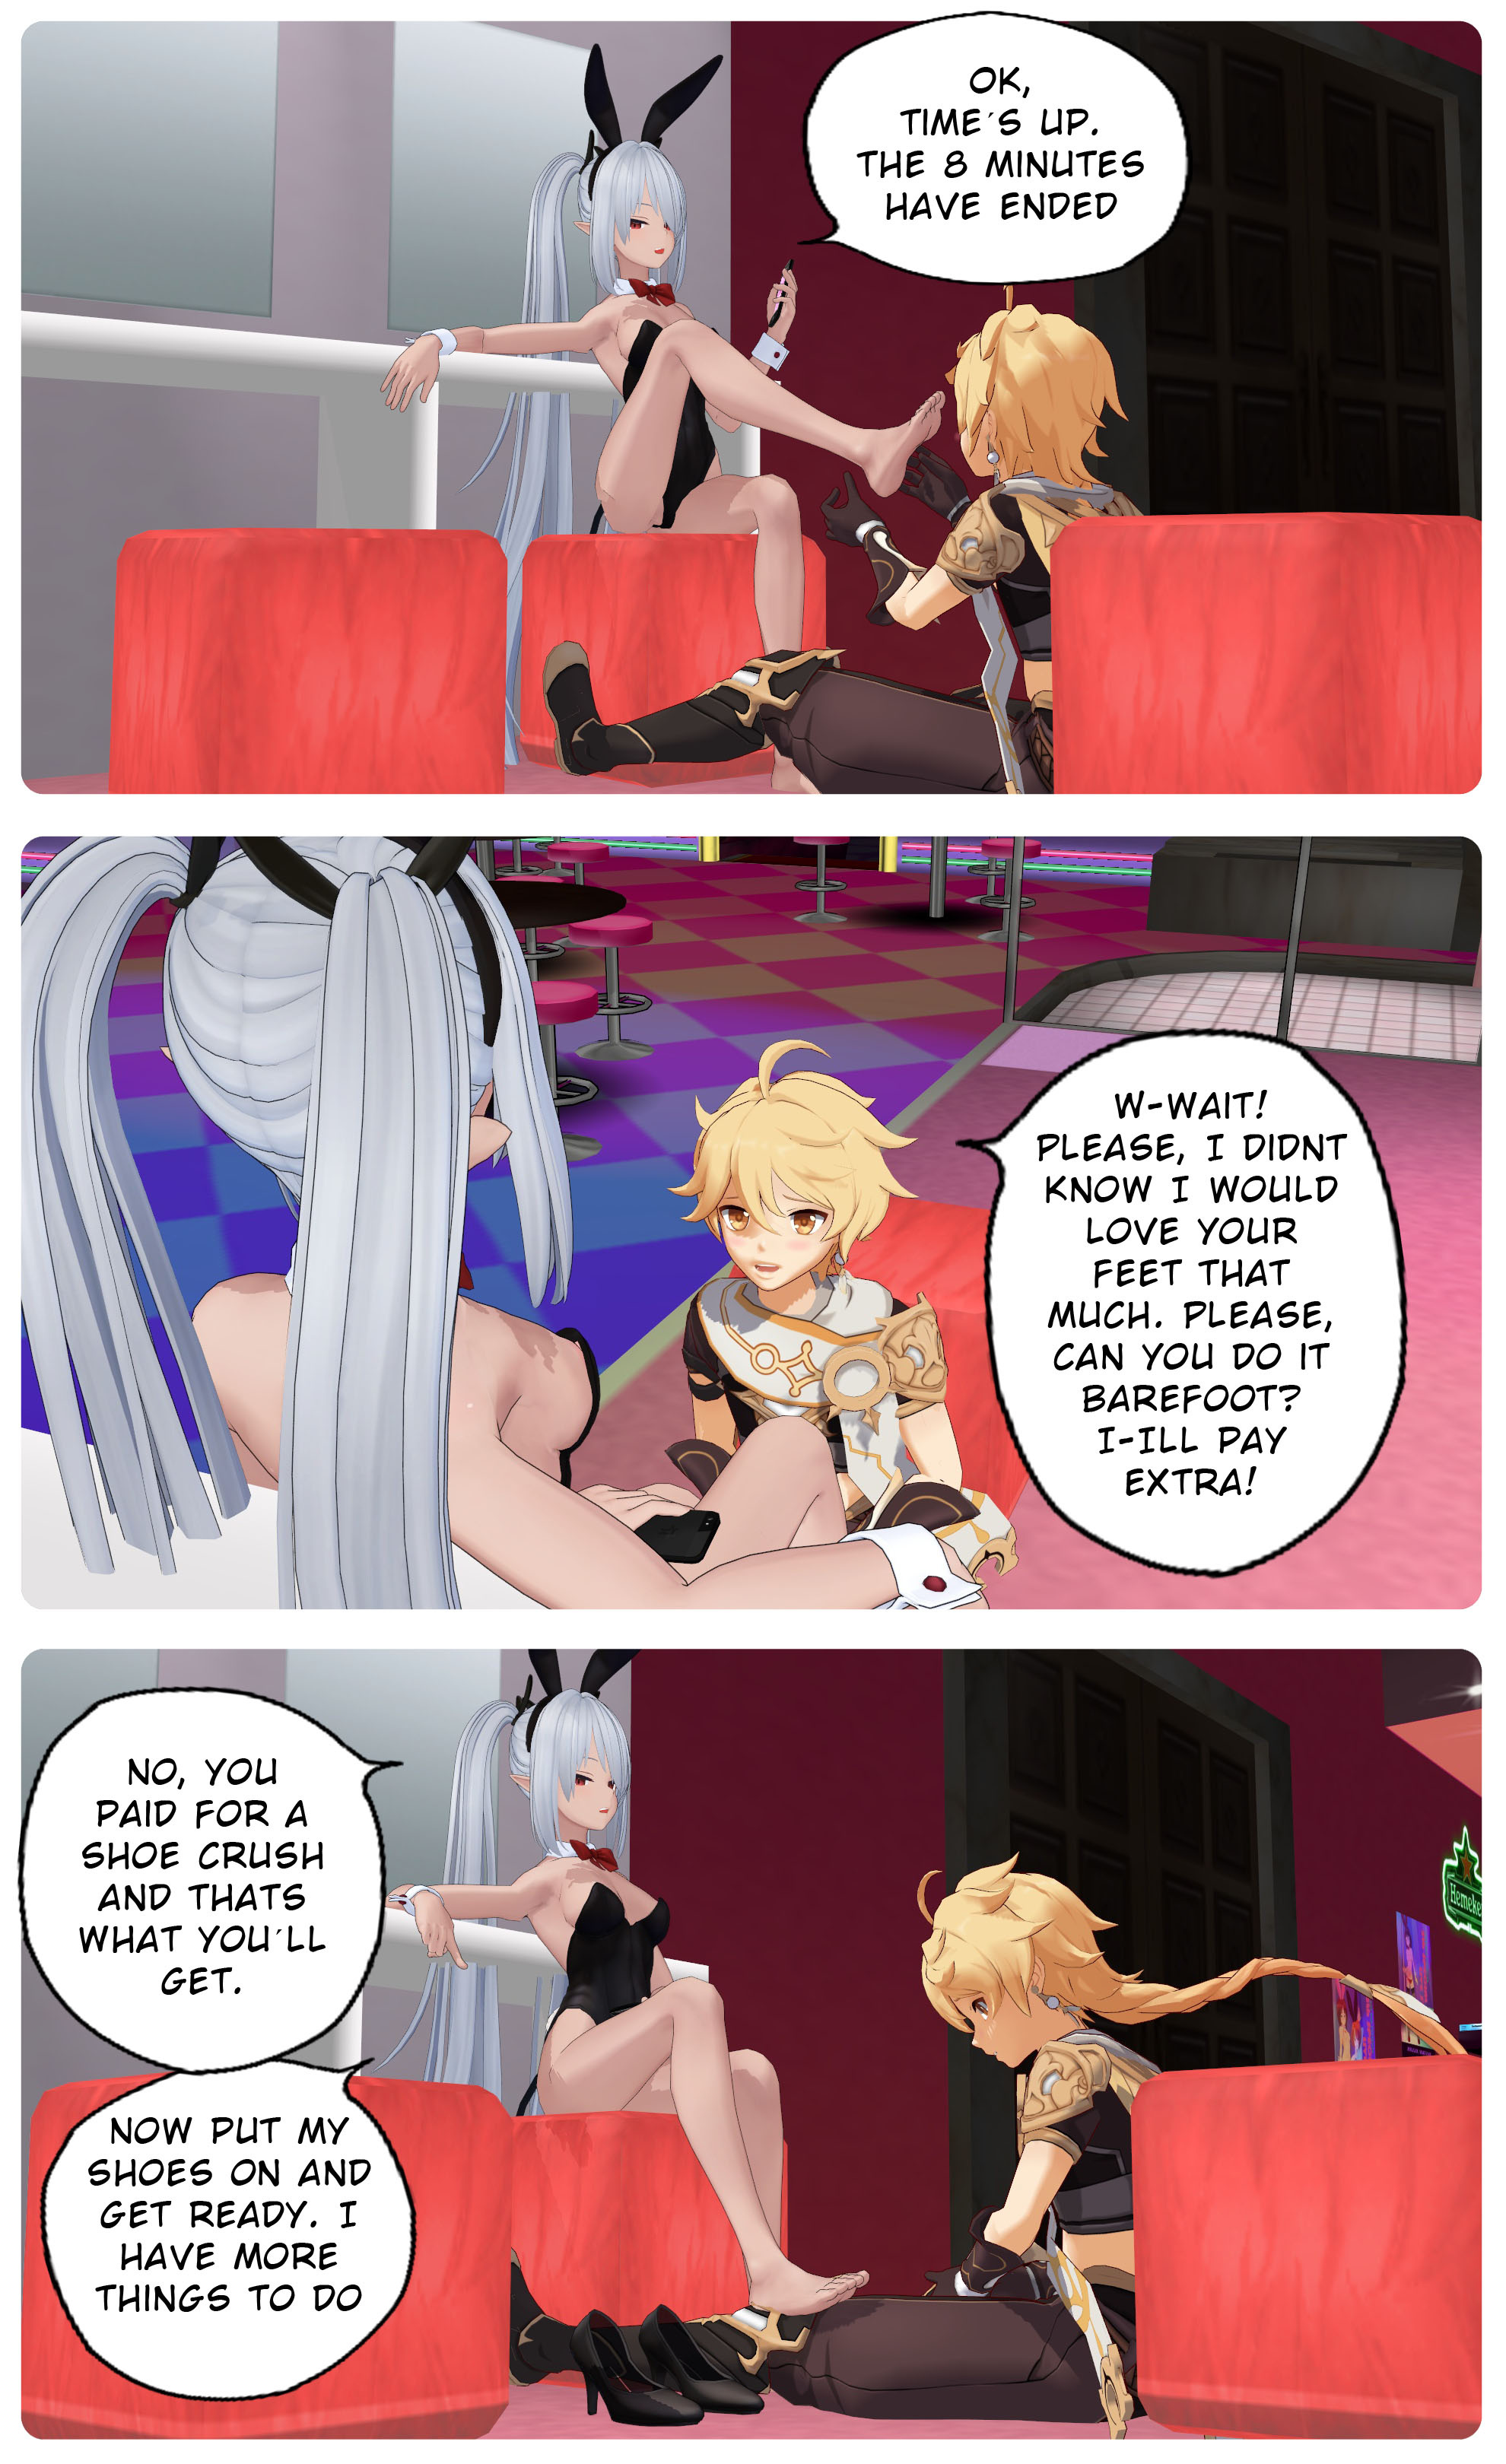 OK,
TIME´S UP.
THE 8 MINUTES
HAVE ENDED
W-WAIT!
PLEASE, I DIDNT
KNOW I WOULD
LOVE YOUR
FEET THAT
MUCH. PLEASE,
CAN YOU DO IT
BAREFOOT?
I-ILL PAY
EXTRA!
NO, YOU
PAID FOR A
SHOE CRUSH
AND THATS
WHAT YOU´LL
GET.
NOW PUT MY
SHOES ON AND
GET READY. I
HAVE MORE
THINGS TO DO